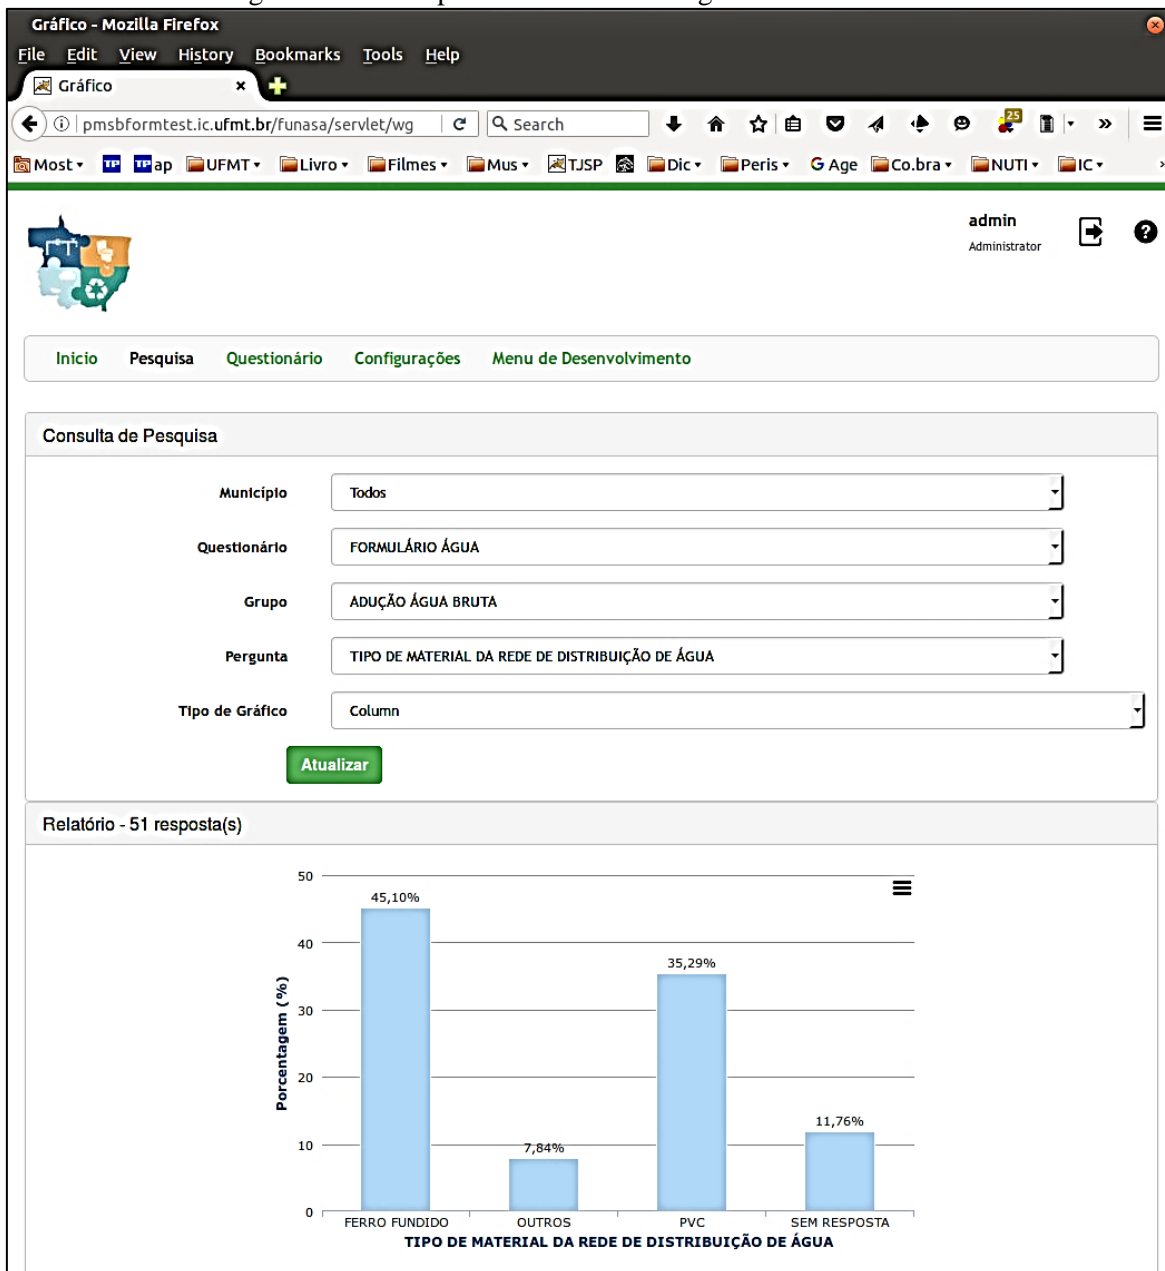 Gráfico - Mozilla Firefox
File Edit View History Bookmarks Tools Help
Gráfico
pmsbformtest.ic.ufmt.br/funasa/servlet/wg
Search
25
Most TP TP ap UFMT Livro Filmes Mus TJSP Dic Peris G Age Co.bra NUTI IC
admin
Administrator
Inicio Pesquisa Questionário Configurações Menu de Desenvolvimento
Consulta de Pesquisa
Município Todos
Questionário FORMULÁRIO ÁGUA
Grupo ADUÇÃO ÁGUA BRUTA
Pergunta TIPO DE MATERIAL DA REDE DE DISTRIBUIÇÃO DE ÁGUA
Tipo de Gráfico Column
Atualizar
Relatório - 51 resposta(s)
50
45,10%
40
35,29%
30
Porcentagem (%)
20
11,76%
10
7,84%
0
FERRO FUNDIDO OUTROS PVC SEM RESPOSTA
TIPO DE MATERIAL DA REDE DE DISTRIBUIÇÃO DE ÁGUA